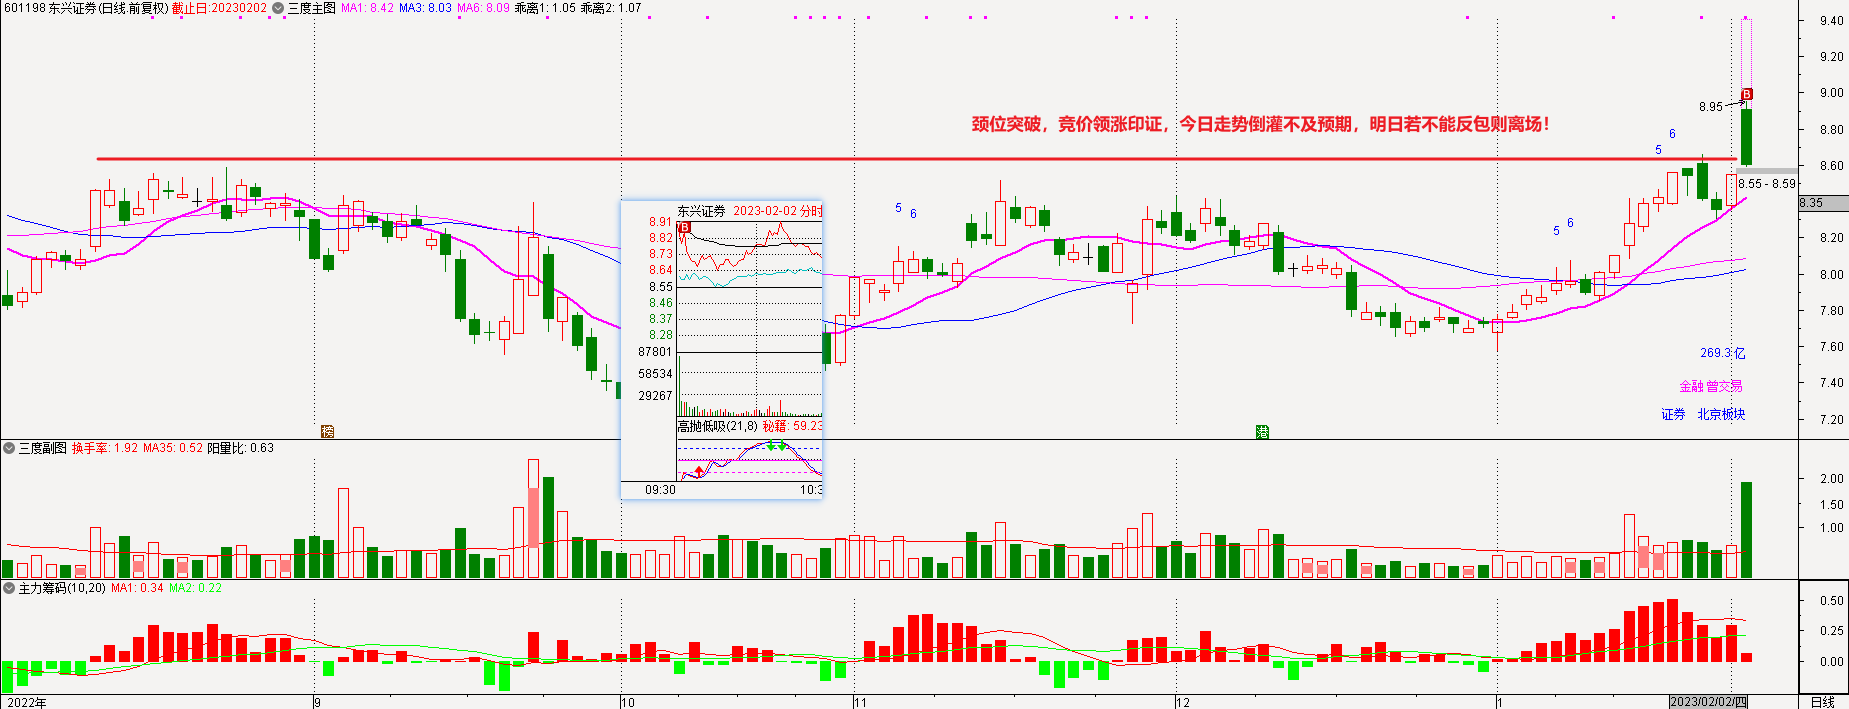 601198 东兴证券(日线.前复权) 截止日:20230202 三度主图 MA1: 8.42 MA3: 8.03 MA6: 8.09 乖离1: 1.05 乖离2: 1.07
9.40
9.20
9.00
8.80
8.60
8.35
8.20
8.00
7.80
7.60
7.40
7.20
B
8.95
颈位突破，竞价领涨印证，今日走势倒灌不及预期，明日若不能反包则离场！
6
5
8.55 - 8.59
5
6
5
6
东兴证券 2023-02-02 分时
B
8.91
8.82
8.73
8.64
8.55
8.46
8.37
8.28
87801
58534
29267
高抛低吸(21,8) 秘籍: 59.23
09:30
10:3
269.3亿
金融 曾交易
证券 北京板块
榜
港
三度副图 换手率: 1.92 MA35: 0.52 阳量比: 0.63
2.00
1.50
1.00
主力筹码(10,20) MA1: 0.34 MA2: 0.22
0.50
0.25
0.00
2022年
9
10
11
12
1
2023/02/02/四
日线